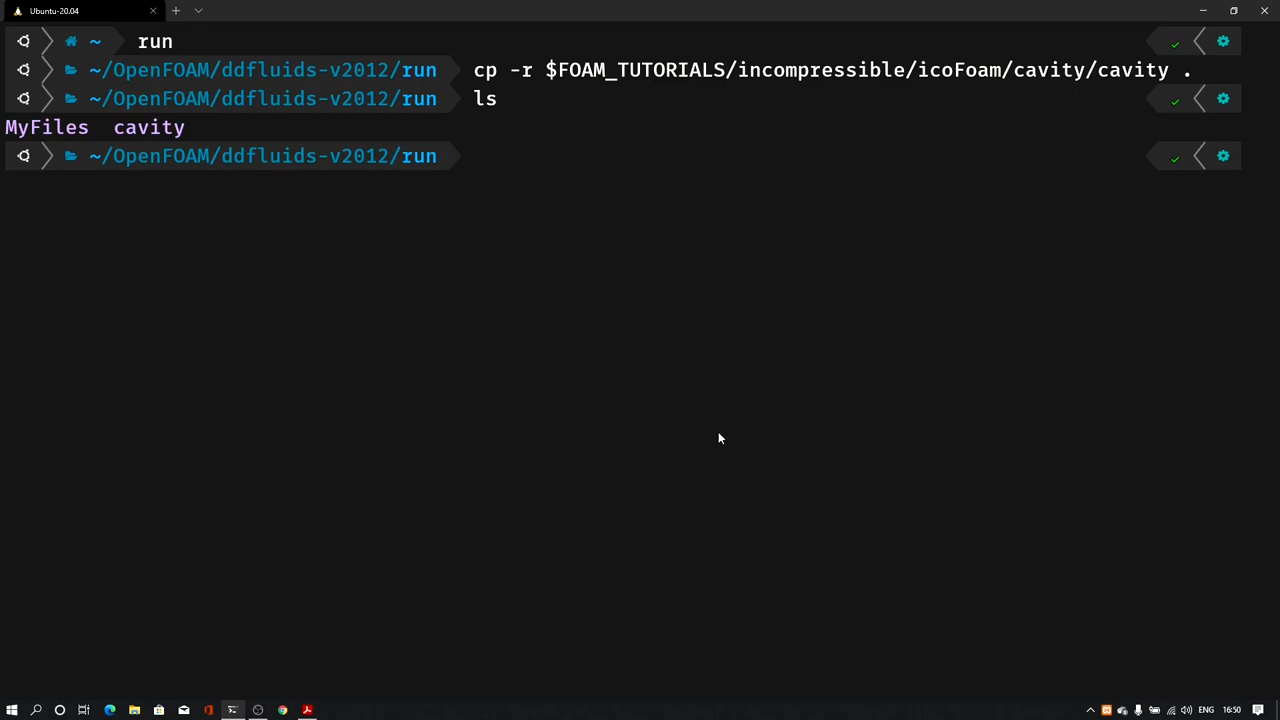 Ubuntu-20.04
~ run
~/OpenFOAM/ddfluids-v2012/run cp -r $FOAM_TUTORIALS/incompressible/icoFoam/cavity/cavity .
~/OpenFOAM/ddfluids-v2012/run ls
MyFiles cavity
~/OpenFOAM/ddfluids-v2012/run
ENG 16:50